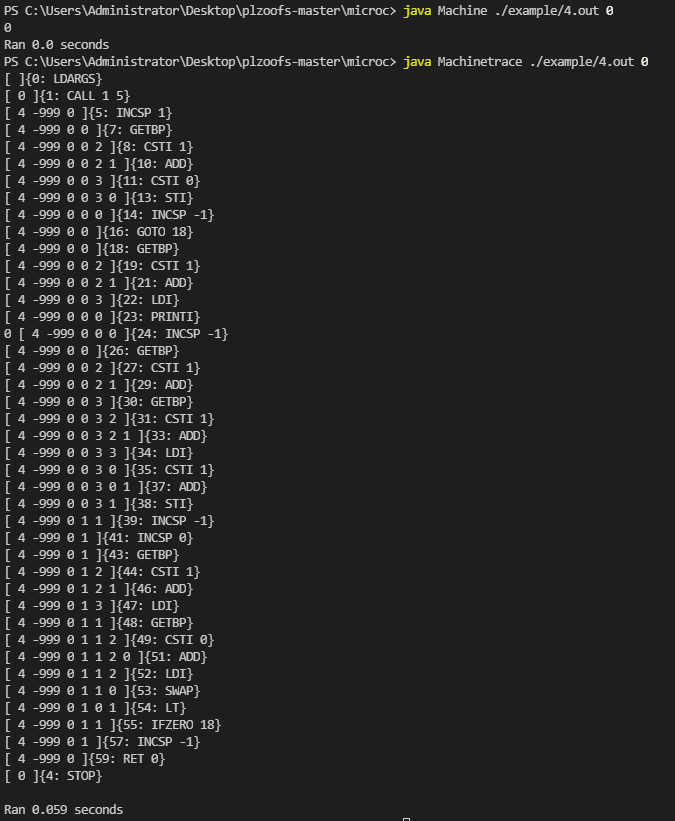 PS C:\Users\Administrator\Desktop\plzoofs-master\microc> java Machine ./example/4.out 0
0
Ran 0.0 seconds
PS C:\Users\Administrator\Desktop\plzoofs-master\microc> java Machinetrace ./example/4.out 0
[ ]{0: LDARGS}
[ 0 ]{1: CALL 1 5}
[ 4 -999 0 ]{5: INCSP 1}
[ 4 -999 0 0 ]{7: GETBP}
[ 4 -999 0 0 2 ]{8: CSTI 1}
[ 4 -999 0 0 2 1 ]{10: ADD}
[ 4 -999 0 0 3 ]{11: CSTI 0}
[ 4 -999 0 0 3 0 ]{13: STI}
[ 4 -999 0 0 0 ]{14: INCSP -1}
[ 4 -999 0 0 ]{16: GOTO 18}
[ 4 -999 0 0 ]{18: GETBP}
[ 4 -999 0 0 2 ]{19: CSTI 1}
[ 4 -999 0 0 2 1 ]{21: ADD}
[ 4 -999 0 0 3 ]{22: LDI}
[ 4 -999 0 0 0 ]{23: PRINTI}
0 [ 4 -999 0 0 0 ]{24: INCSP -1}
[ 4 -999 0 0 ]{26: GETBP}
[ 4 -999 0 0 2 ]{27: CSTI 1}
[ 4 -999 0 0 2 1 ]{29: ADD}
[ 4 -999 0 0 3 ]{30: GETBP}
[ 4 -999 0 0 3 2 ]{31: CSTI 1}
[ 4 -999 0 0 3 2 1 ]{33: ADD}
[ 4 -999 0 0 3 3 ]{34: LDI}
[ 4 -999 0 0 3 0 ]{35: CSTI 1}
[ 4 -999 0 0 3 0 1 ]{37: ADD}
[ 4 -999 0 0 3 1 ]{38: STI}
[ 4 -999 0 1 1 ]{39: INCSP -1}
[ 4 -999 0 1 ]{41: INCSP 0}
[ 4 -999 0 1 ]{43: GETBP}
[ 4 -999 0 1 2 ]{44: CSTI 1}
[ 4 -999 0 1 2 1 ]{46: ADD}
[ 4 -999 0 1 3 ]{47: LDI}
[ 4 -999 0 1 1 ]{48: GETBP}
[ 4 -999 0 1 1 2 ]{49: CSTI 0}
[ 4 -999 0 1 1 2 0 ]{51: ADD}
[ 4 -999 0 1 1 2 ]{52: LDI}
[ 4 -999 0 1 1 0 ]{53: SWAP}
[ 4 -999 0 1 0 1 ]{54: LT}
[ 4 -999 0 1 1 ]{55: IFZERO 18}
[ 4 -999 0 1 ]{57: INCSP -1}
[ 4 -999 0 ]{59: RET 0}
[ 0 ]{4: STOP}
Ran 0.059 seconds